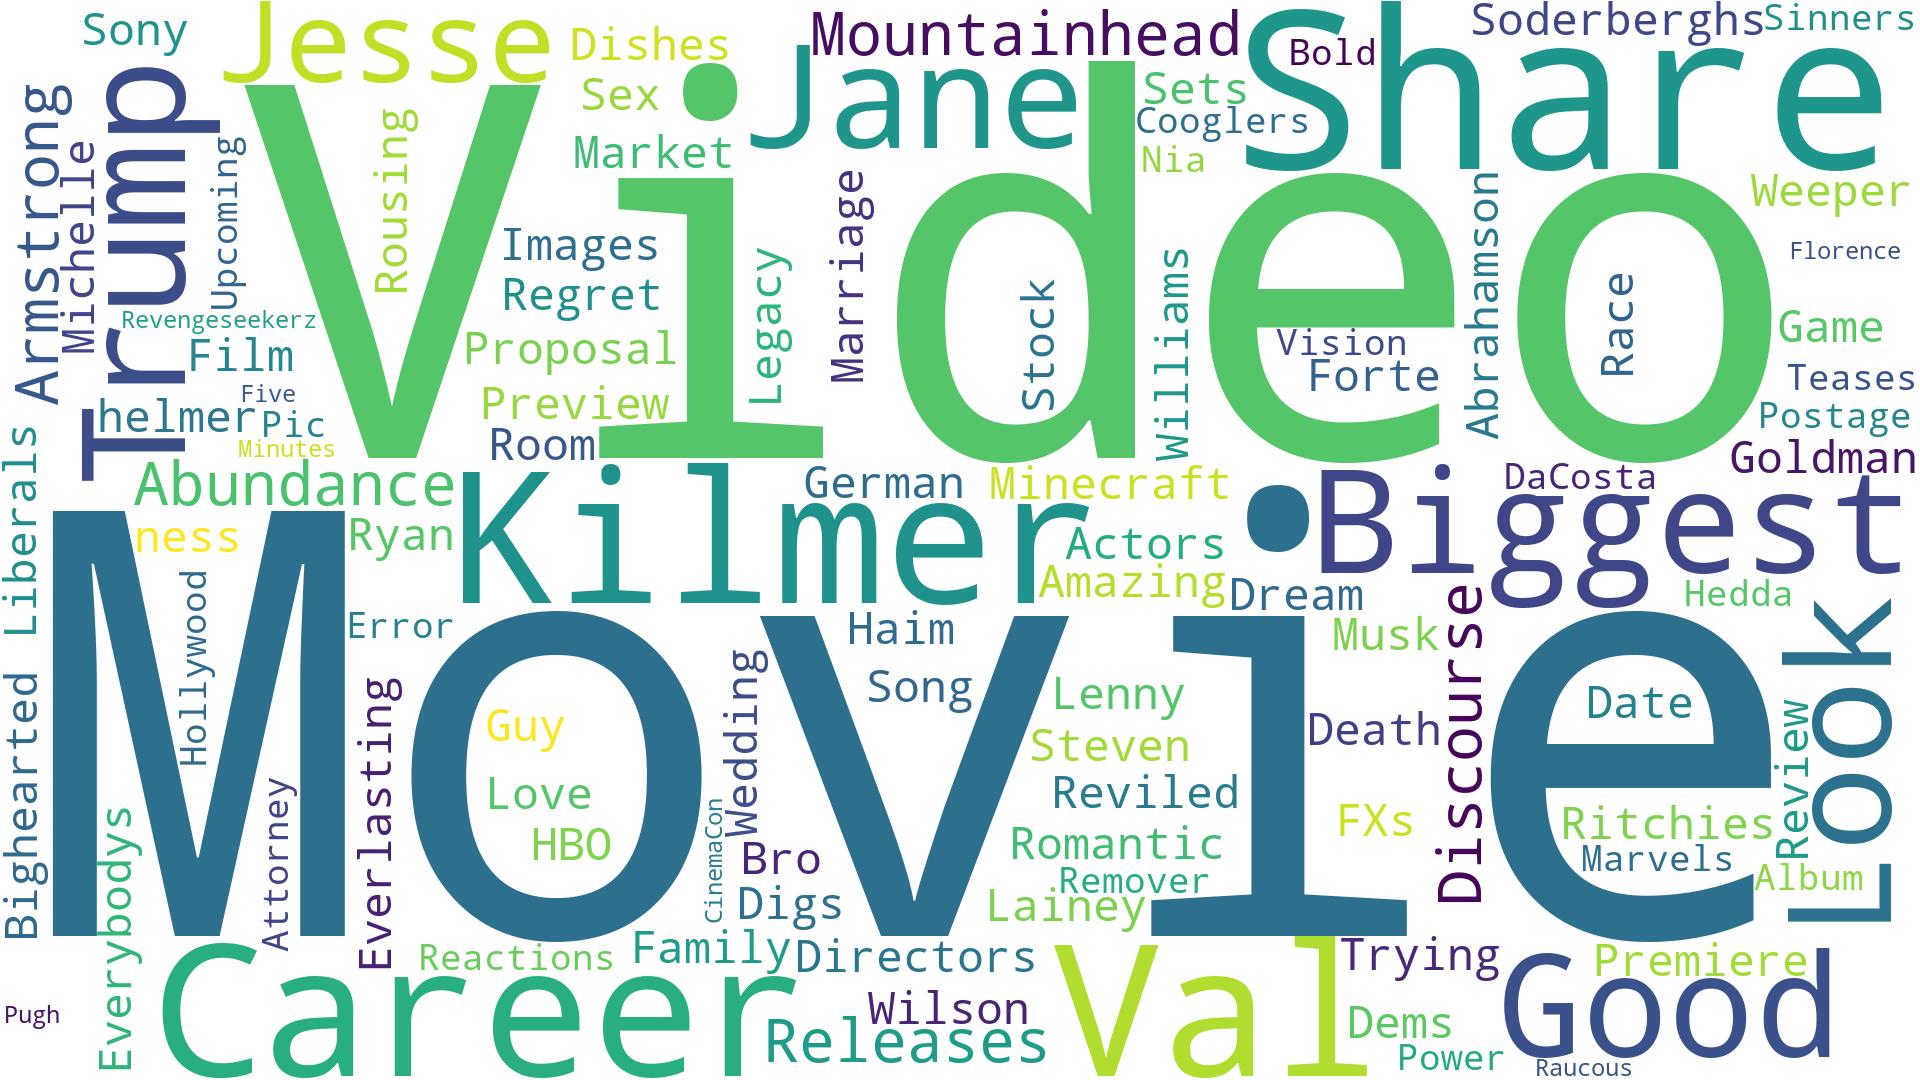 Sony
Jesse
Dishes
Mountainhead
Bold
Share
Soderberghs
Sinners
Trump
Armstrong
Michelle
Upcoming
Rousing
Sex
Market
Jane
Sets
Cooglers
Nia
Video
Weeper
Florence
Images
Regret
Legacy
Marriage
Stock
Williams
Abrahamson
Race
Game
Revengeseekerz
Film
Proposal
Vision
Forte
Teases
Five
Preview
helmer
Pic
Postage
Minutes
Room
Goldman
Liberals
Abundance
Kilmer
German
Minecraft
Biggest
DaCosta
ness
Ryan
Actors
Amazing
Dream
Hedda
Movie
Hollywood
Error
Haim
Musk
Discourse
Look
Bighearted
Everlasting
Wedding
Song
Lenny
Date
Guy
Steven
Death
Review
Attorney
Love
Reviled
HBO
CinemaCon
Romantic
FXs
Ritchies
Everybodys
Bro
Remover
Marvels
Album
Digs
Lainey
Career
Reactions
Family
Directors
Val
Trying
Good
Premiere
Pugh
Wilson
Releases
Dems
Power
Raucous